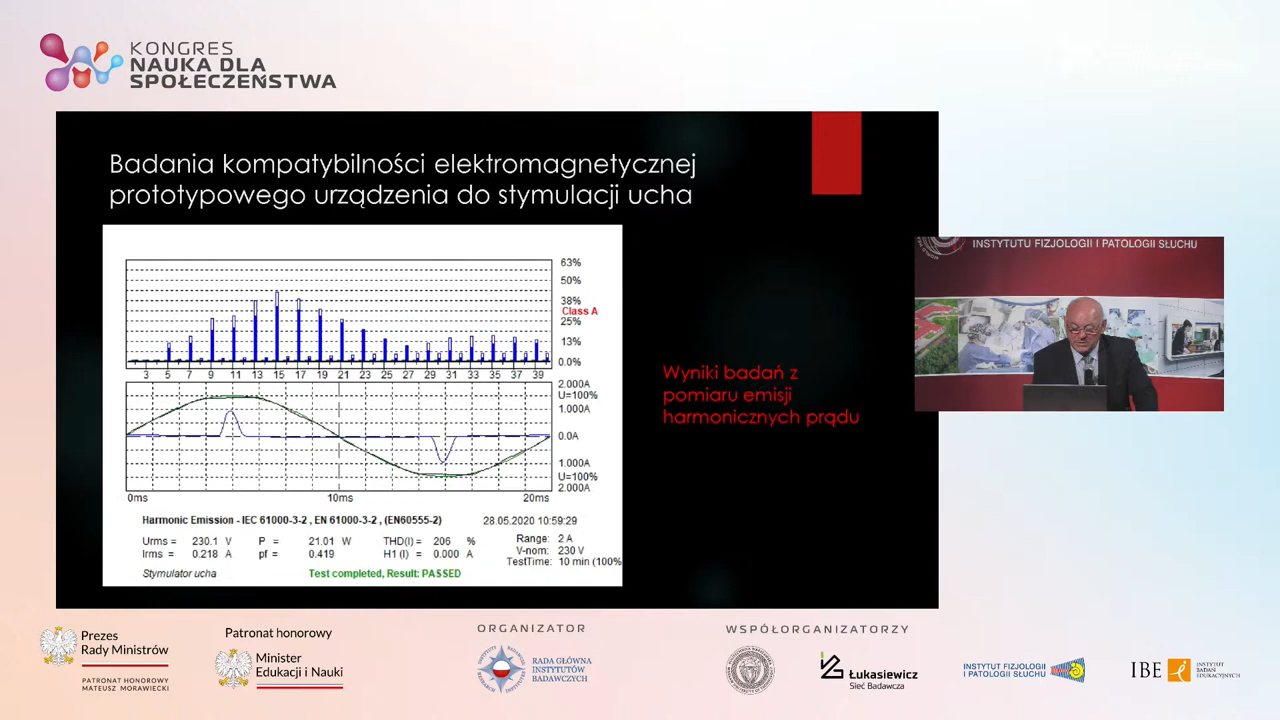 KONGRES
NAUKA DLA
SPOŁECZEŃSTWA
Badania kompatybilności elektromagnetycznej
prototypowego urządzenia do stymulacji ucha
63%
50%
38%
Class A
25%
13%
0.0%
3 5 7 9 11 13 15 17 19 21 23 25 27 29 31 33 35 37 39
2.000A
U=100%
1.000A
0.0A
1.000A
U=100%
2.000A
0ms 10ms 20ms
Harmonic Emission - IEC 61000-3-2 , EN 61000-3-2 , (EN60555-2) 28.05.2020 10:59:29
Urms = 230.1 V P = 21.01 W THD(I) = 206 % Range: 2 A
Irms = 0.218 A pf = 0.419 H1 (I) = 0.000 A V-nom: 230 V
TestTime: 10 min (100%
Stymulator ucha Test completed, Result: PASSED
Wyniki badań z
pomiaru emisji
harmonicznych prądu
INSTYTUTU FIZJOLOGII I PATOLOGII SŁUCHU
Prezes
Rady Ministrów
PATRONAT HONOROWY
MATEUSZ MORAWIECKI
Patronat honorowy
Minister
Edukacji i Nauki
ORGANIZATOR
RADA GŁÓWNA
INSTYTUTÓW
BADAWCZYCH
WSPÓŁORGANIZATORZY
Łukasiewicz
Sieć Badawcza
INSTYTUT FIZJOLOGII
I PATOLOGII SŁUCHU
IBE
INSTYTUT
BADAŃ
EDUKACYJNYCH